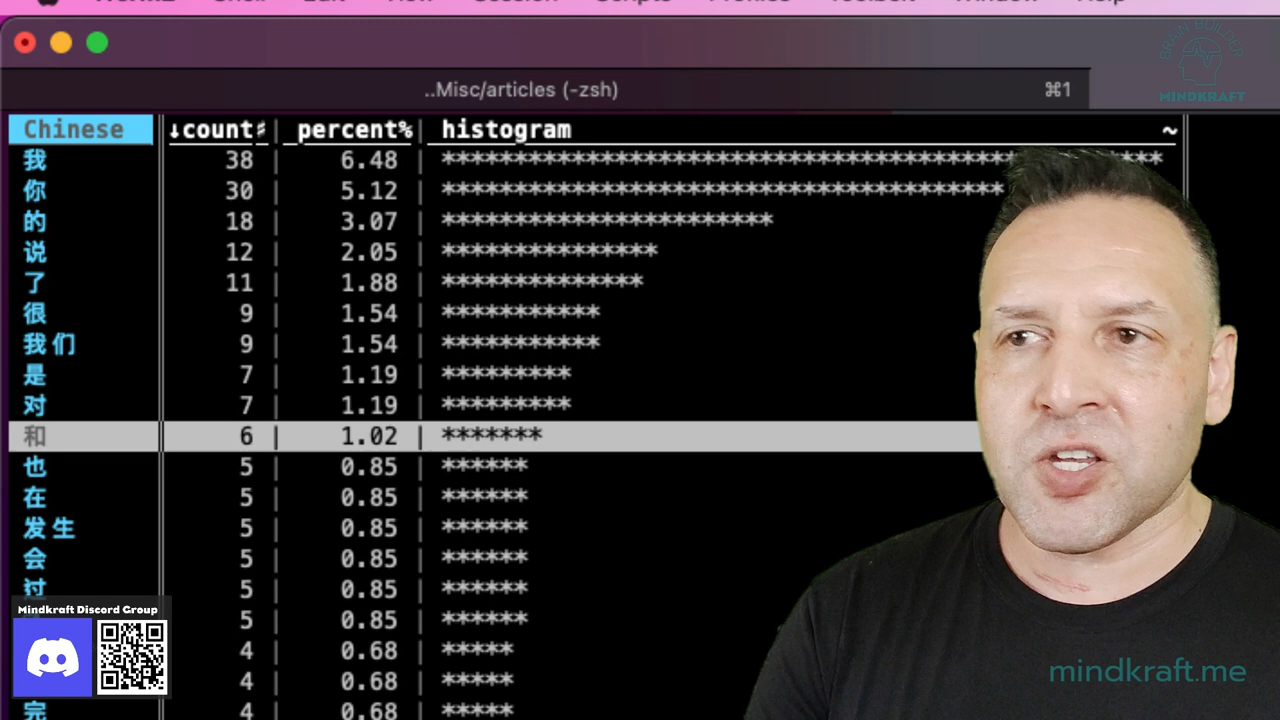 ..Misc/articles (-zsh) ⌘1
BRAIN BUILDER
MINDKRAFT
Chinese ↓count♯ percent% histogram ~
我 38 | 6.48 | **************************************************
你 30 | 5.12 | ***************************************
的 18 | 3.07 | ***********************
说 12 | 2.05 | ***************
了 11 | 1.88 | **************
很 9 | 1.54 | ***********
我们 9 | 1.54 | ***********
是 7 | 1.19 | *********
对 7 | 1.19 | *********
和 6 | 1.02 | *******
也 5 | 0.85 | ******
在 5 | 0.85 | ******
发生 5 | 0.85 | ******
会 5 | 0.85 | ******
过 5 | 0.85 | ******
5 | 0.85 | ******
4 | 0.68 | *****
4 | 0.68 | *****
完 4 | 0.68 | *****
Mindkraft Discord Group
mindkraft.me